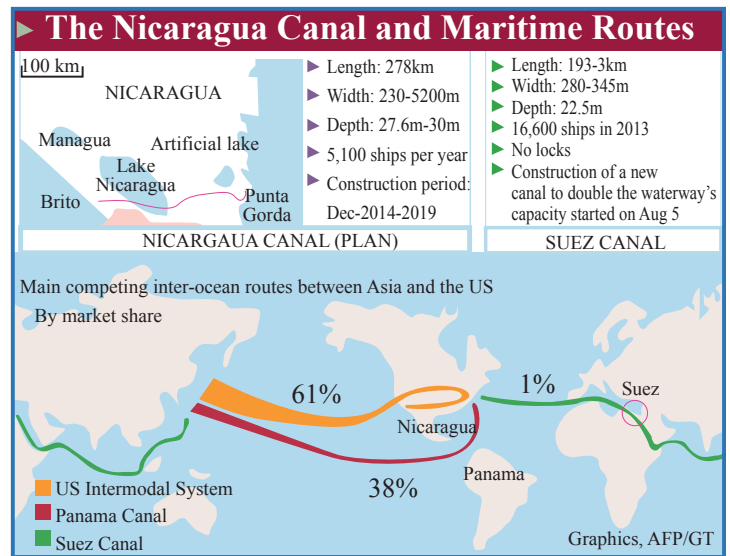 The Nicaragua Canal and Maritime Routes
100 km
NICARAGUA
Managua
Artificial lake
Lake
Nicaragua
Brito
Punta
Gorda
Length: 278km
Width: 230-5200m
Depth: 27.6m-30m
5,100 ships per year
Construction period:
Dec-2014-2019
NICARGAUA CANAL (PLAN)
Length: 193-3km
Width: 280-345m
Depth: 22.5m
16,600 ships in 2013
No locks
Construction of a new
canal to double the waterway's
capacity started on Aug 5
SUEZ CANAL
Main competing inter-ocean routes between Asia and the US
By market share
61%
1%
Suez
Nicaragua
Panama
38%
US Intermodal System
Panama Canal
Suez Canal
Graphics, AFP/GT